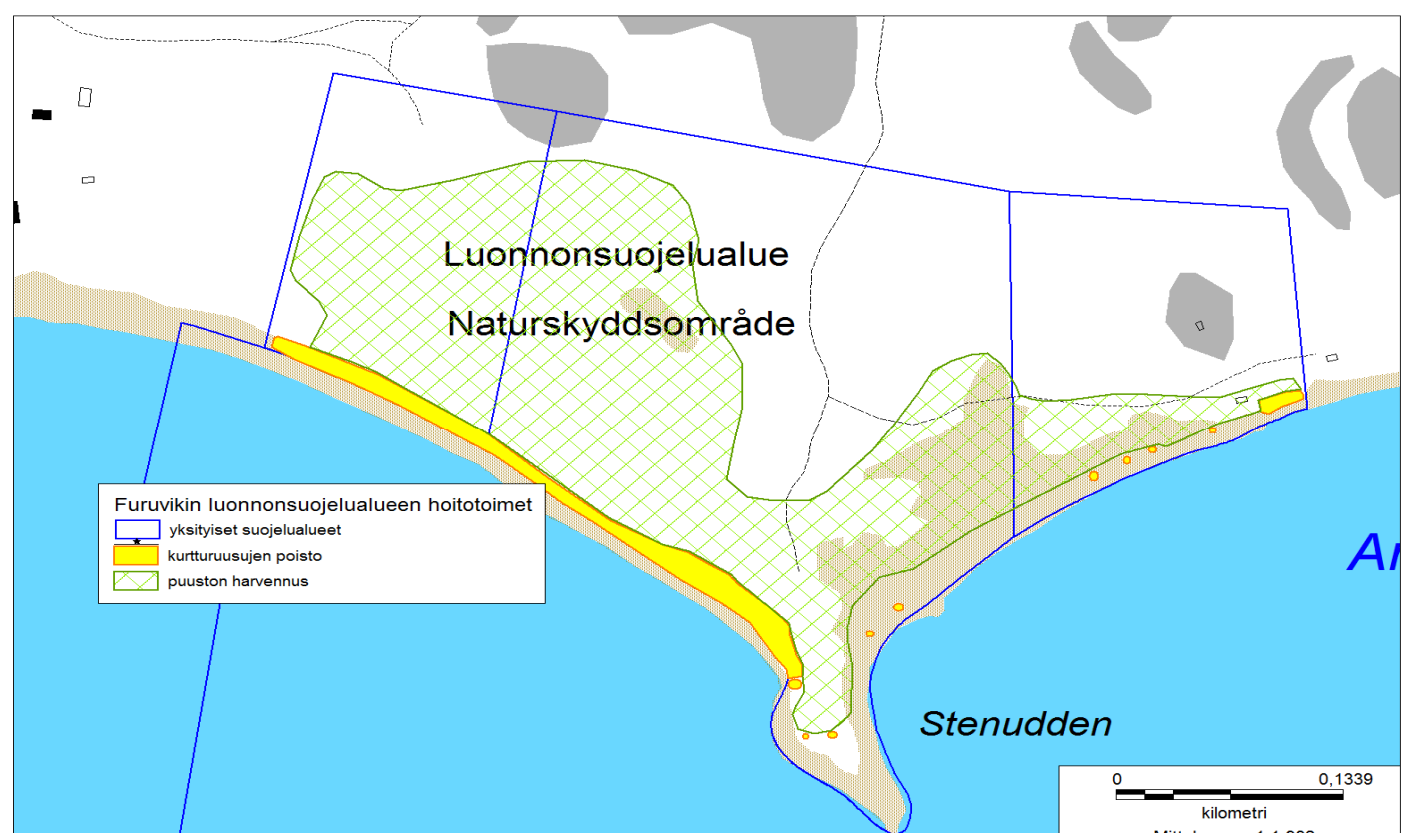 Luonnonsuojelualue
Naturskyddsområde
Furuvikin luonnonsuojelualueen hoitotoimet
yksityiset suojelualueet
kurtturuusujen poisto
puuston harvennus
Stenudden
0 0,1339
kilometri